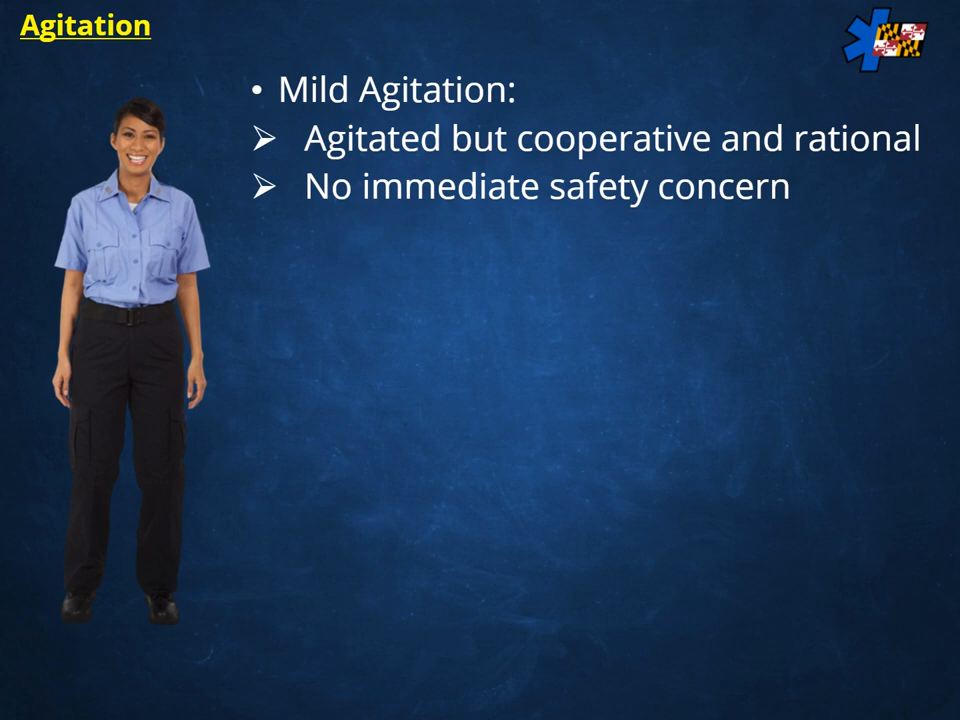 Agitation
• Mild Agitation:
➢ Agitated but cooperative and rational
➢ No immediate safety concern